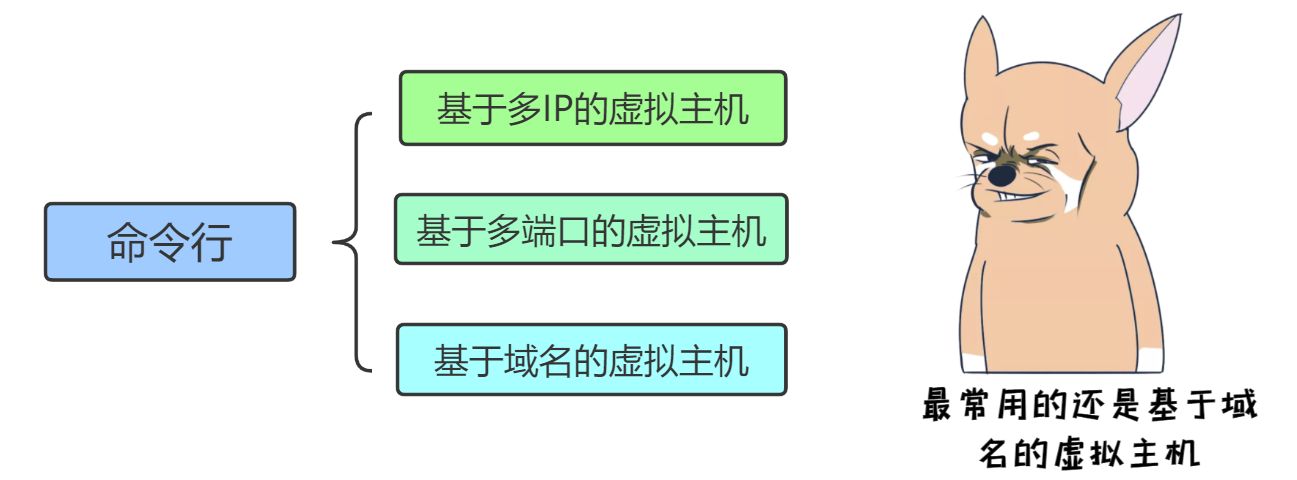 命令行
基于多IP的虚拟主机
基于多端口的虚拟主机
基于域名的虚拟主机
最常用的还是基于域
名的虚拟主机